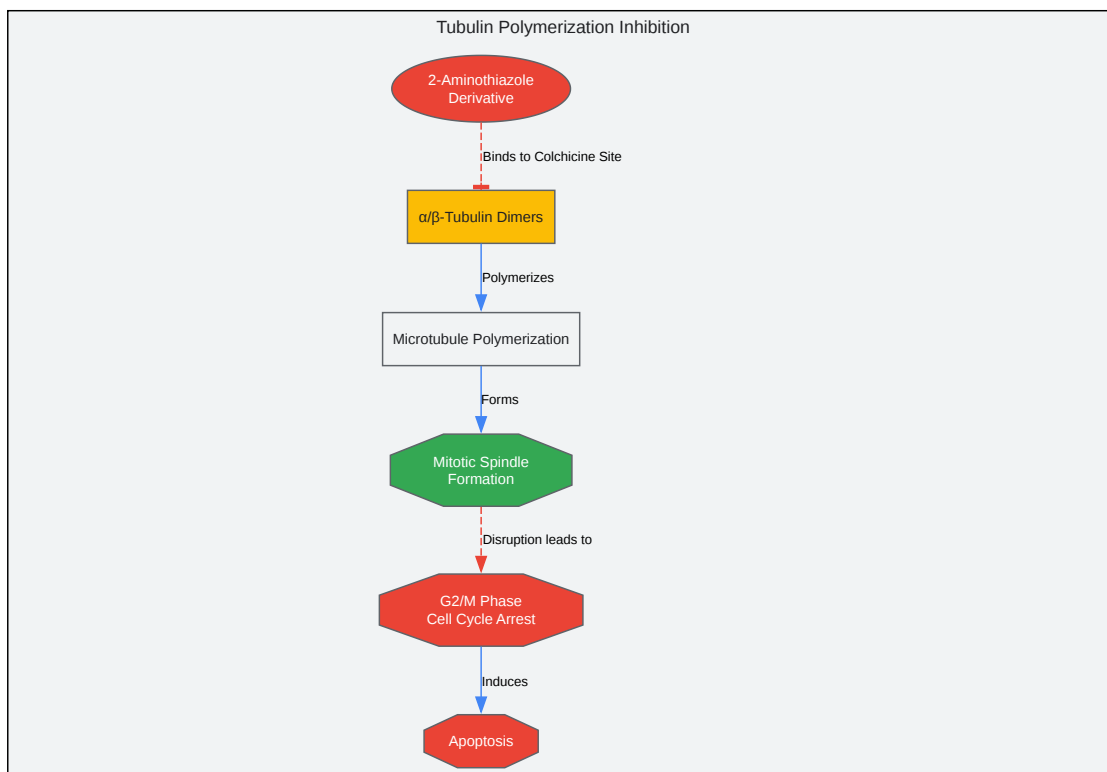 Tubulin Polymerization Inhibition
2-Aminothiazole
Derivative
Binds to Colchicine Site
α/β-Tubulin Dimers
Polymerizes
Microtubule Polymerization
Forms
Mitotic Spindle
Formation
Disruption leads to
G2/M Phase
Cell Cycle Arrest
Induces
Apoptosis